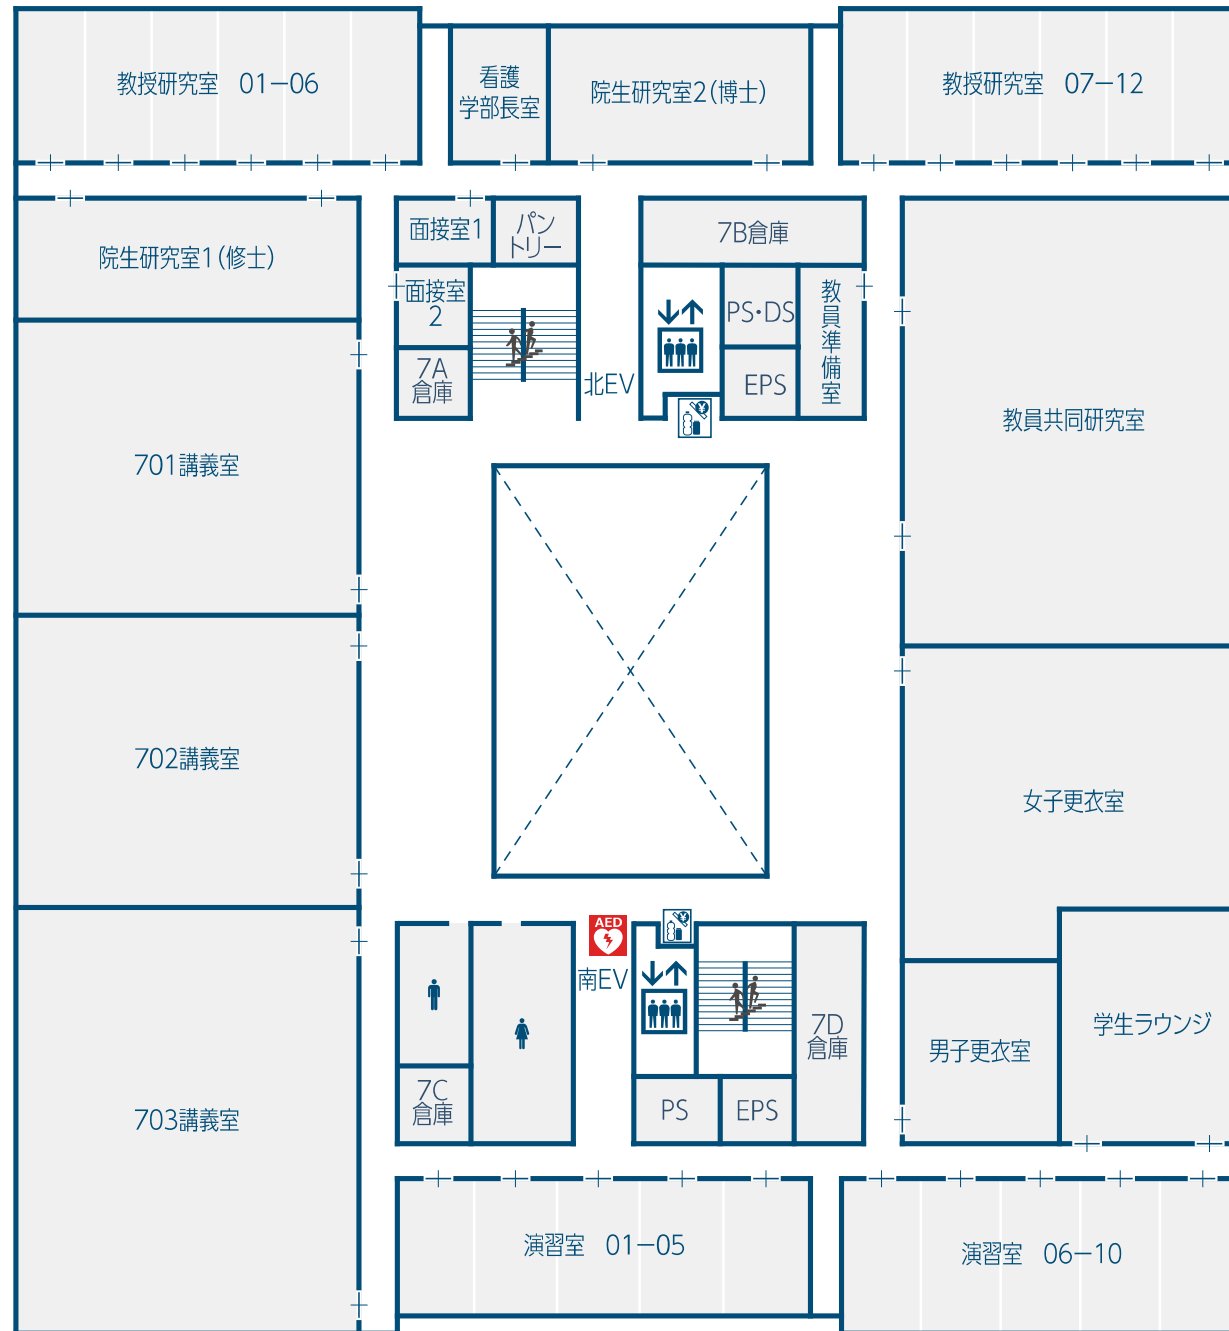 教授研究室 01−06
看護
学部長室
院生研究室2（博士）
教授研究室 07−12
院生研究室1（修士）
面接室1
パン
トリー
7B倉庫
面接室
2
PS・DS
教員準備室
7A
倉庫
北EV
EPS
¥
教員共同研究室
701講義室
702講義室
女子更衣室
AED
¥
南EV
7D
倉庫
学生ラウンジ
男子更衣室
7C
倉庫
PS
EPS
703講義室
演習室 01−05
演習室 06−10